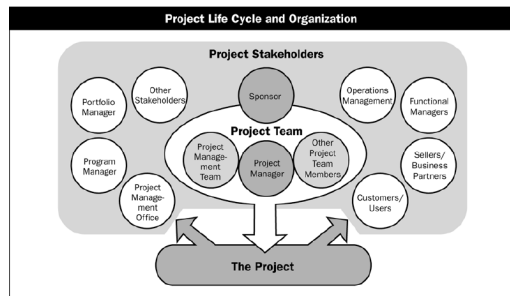 Project Life Cycle and Organization
Project Stakeholders
Portfolio
Manager
Other
Stakeholders
Sponsor
Operations
Management
Functional
Managers
Program
Manager
Project
Manage-
ment
Office
Project Team
Project
Manage-
ment
Team
Project
Manager
Other
Project
Team
Members
Sellers/
Business
Partners
Customers/
Users
The Project